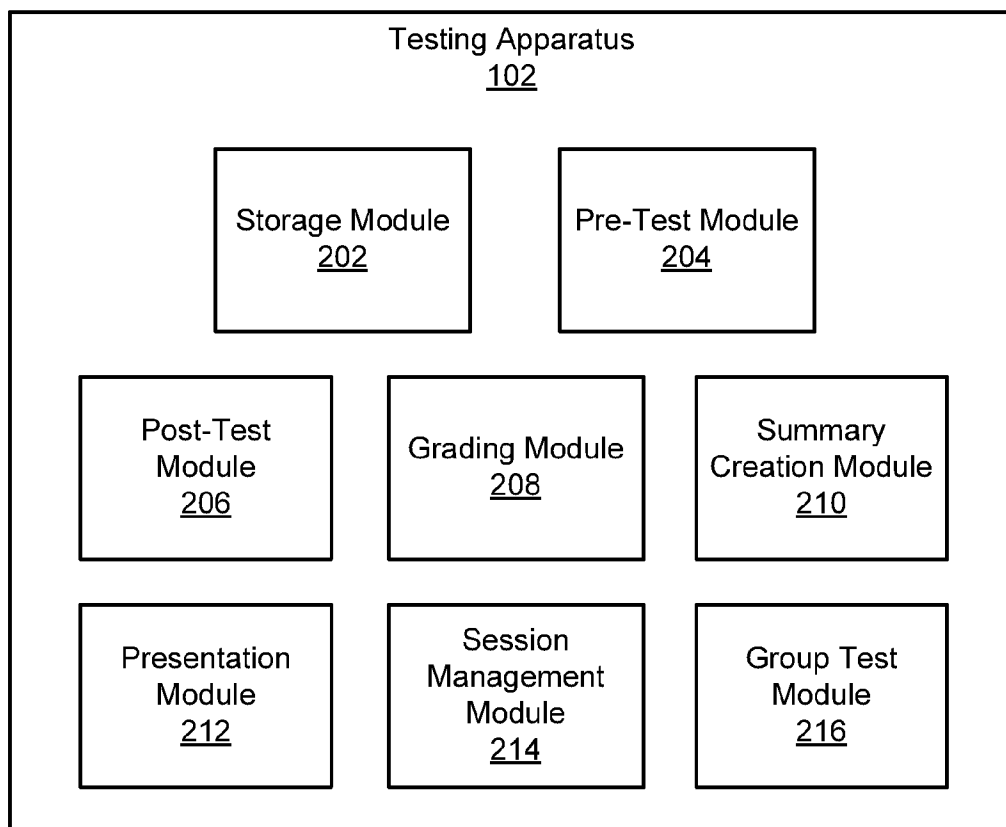 Testing Apparatus
102
Storage Module
202
Pre-Test Module
204
Post-Test
Module
206
Grading Module
208
Summary
Creation Module
210
Presentation
Module
212
Session
Management
Module
214
Group Test
Module
216